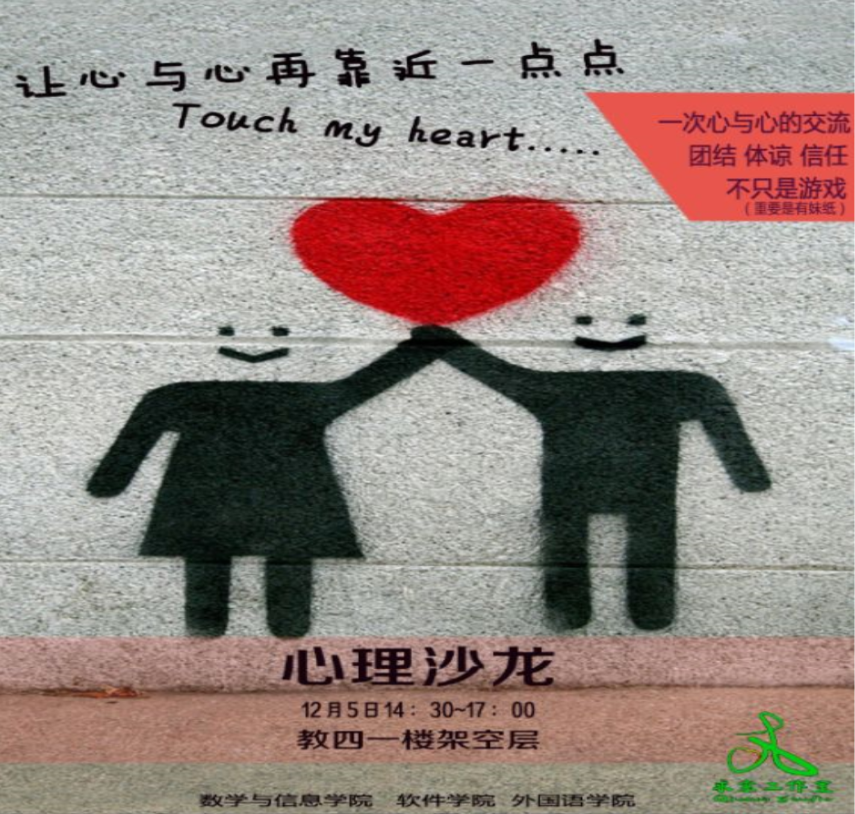 让心与心再靠近一点点
Touch my heart.....
一次心与心的交流
团结 体谅 信任
不只是游戏
（重要是有妹纸）
心理沙龙
12月5日14：30~17：00
教四一楼架空层
数学与信息学院 软件学院 外国语学院